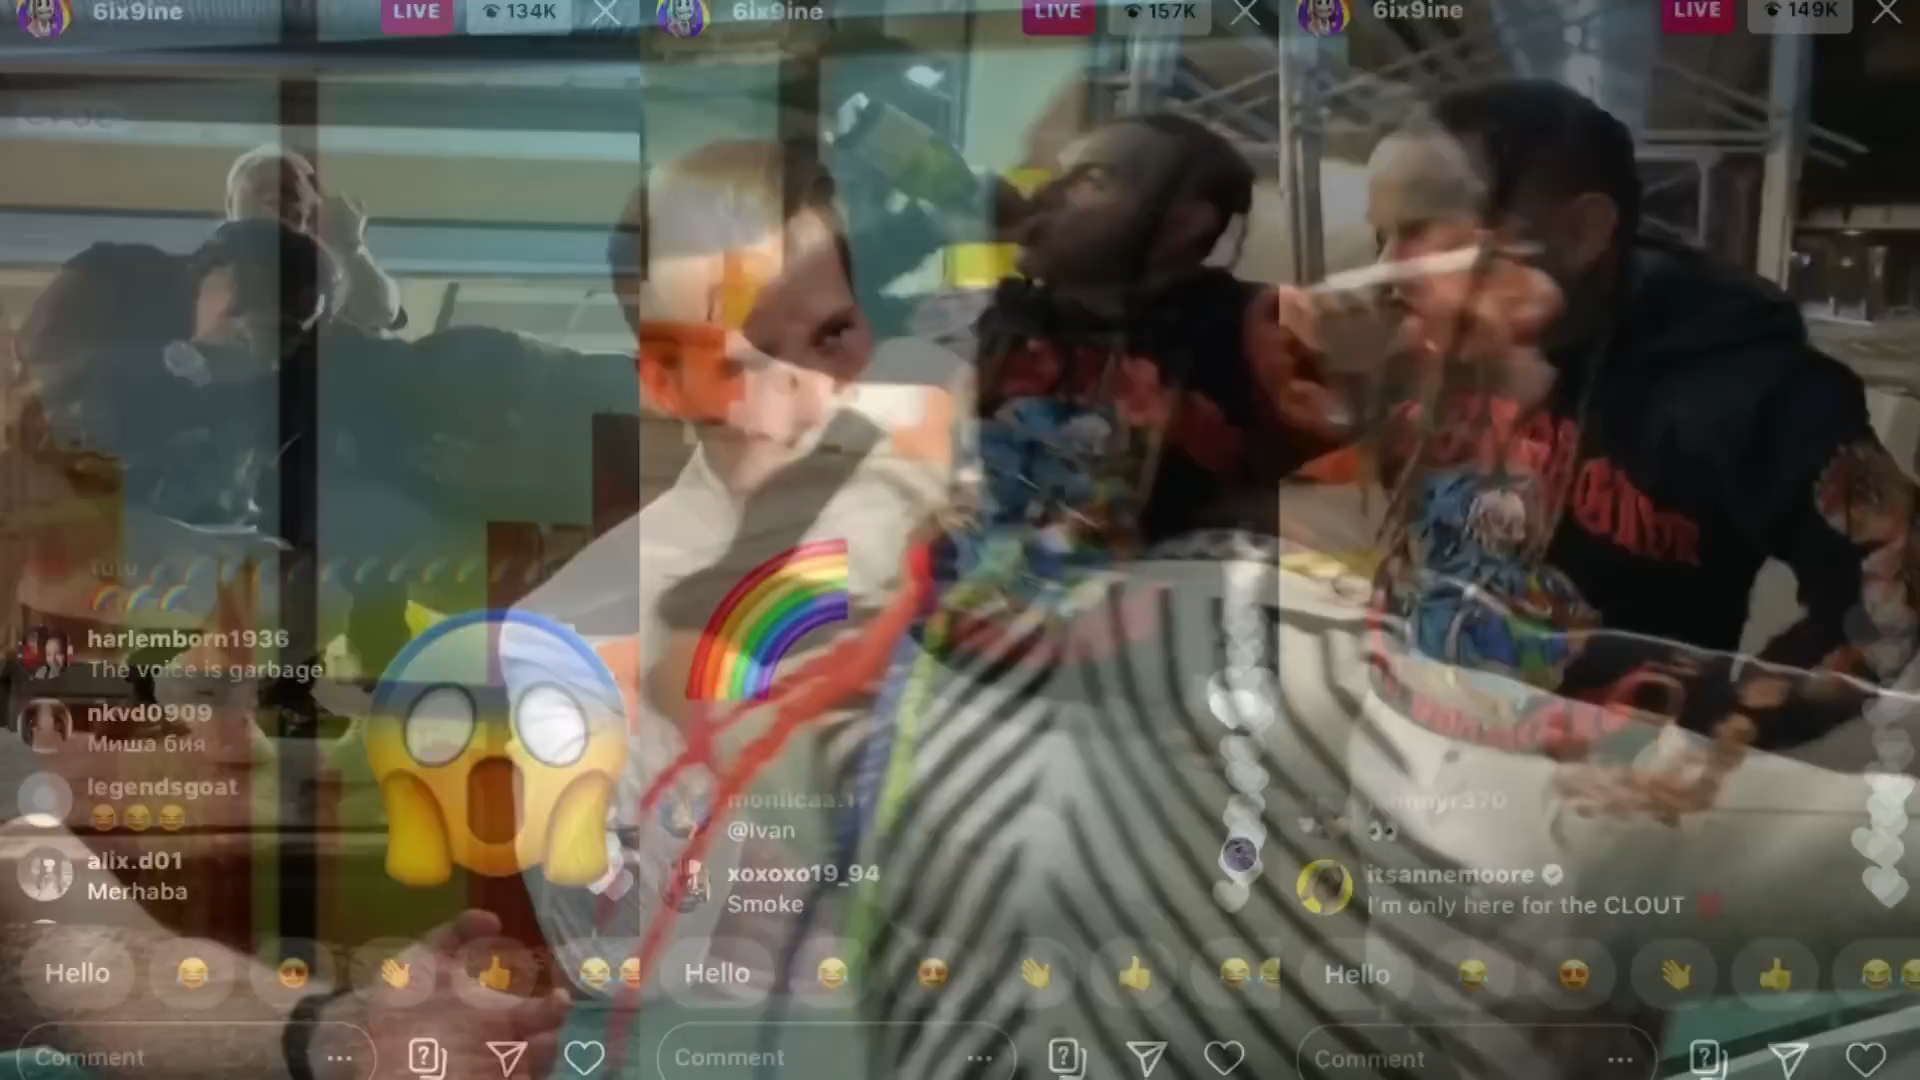 6ix9ine LIVE 134K
harlemborn1936
The voice is garbage
nkvd0909
Миша бия
legendsgoat
alix.d01
Merhaba
Hello
Comment
6ix9ine LIVE 157K
@Ivan
xoxoxo19_94
Smoke
Hello
Comment
6ix9ine LIVE 149K
itsannemoore
I'm only here for the CLOUT
Hello
Comment